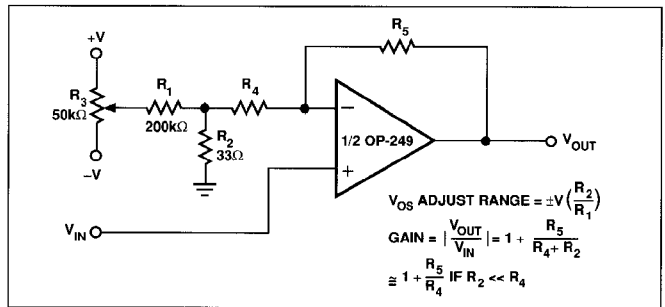 +V
R3
50kΩ
−V
R1
200kΩ
R4
R2
33Ω
R5
−
+
1/2 OP-249
VOUT
VIN
VOS ADJUST RANGE = ±V(R2/R1)
GAIN = |VOUT/VIN| = 1 + R5/(R4 + R2)
≅ 1 + R5/R4 IF R2 << R4